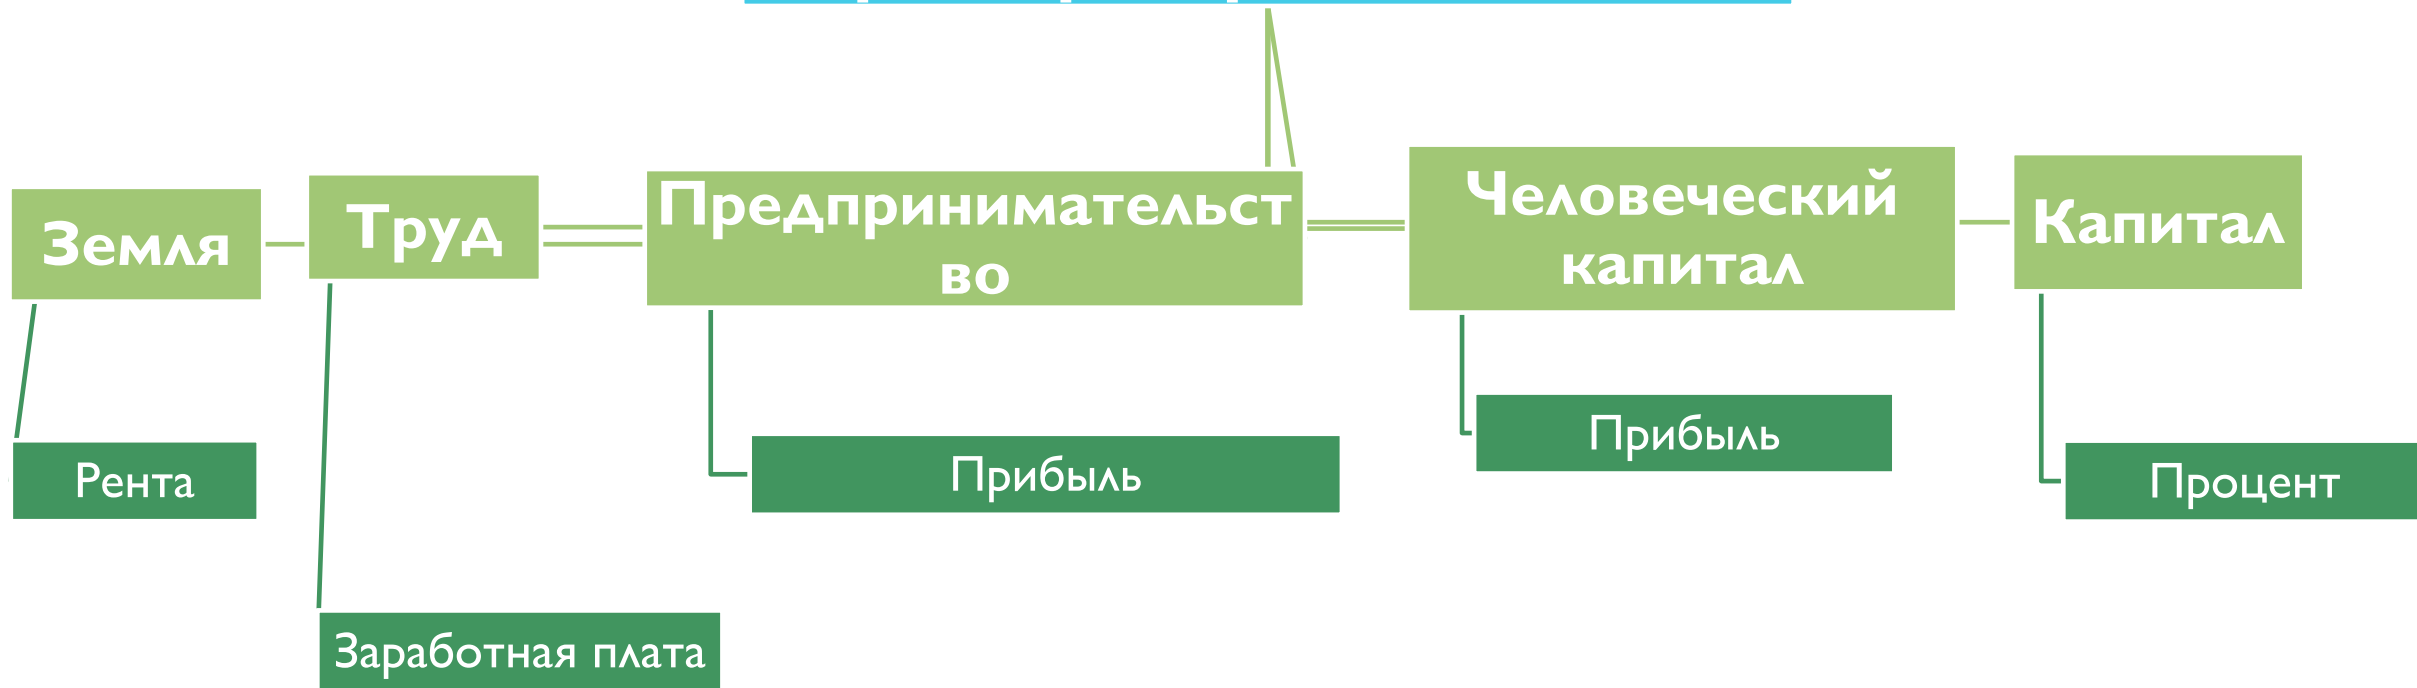 Земля
Труд
Предпринимательст
во
Человеческий
капитал
Капитал
Рента
Прибыль
Прибыль
Процент
Заработная плата